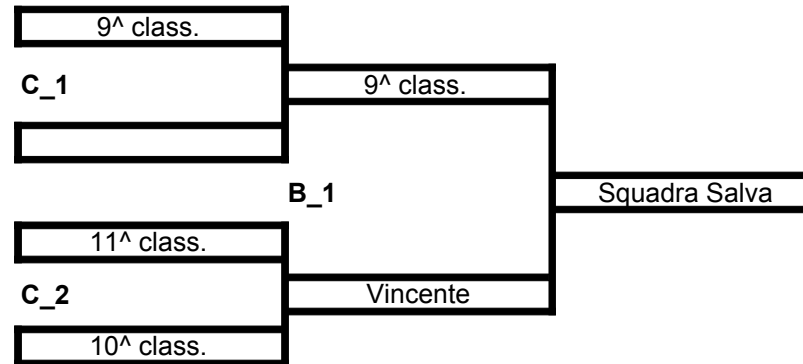 9^ class.
C_1
9^ class.
B_1
Squadra Salva
11^ class.
C_2
Vincente
10^ class.